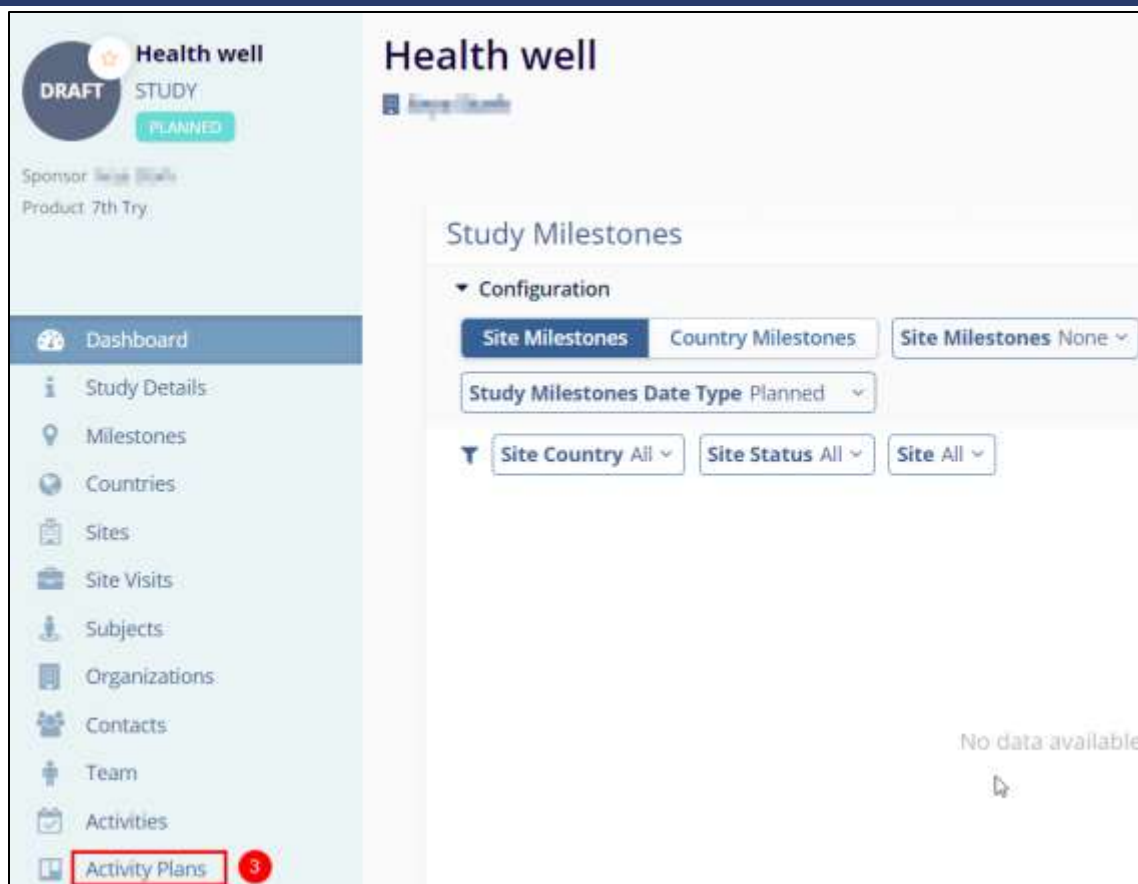 Health well
DRAFT
STUDY
PLANNED
Sponsor
Product 7th Try
Dashboard
Study Details
Milestones
Countries
Sites
Site Visits
Subjects
Organizations
Contacts
Team
Activities
Activity Plans 3
Health well
Study Milestones
Configuration
Site Milestones Country Milestones Site Milestones None
Study Milestones Date Type Planned
Site Country All Site Status All Site All
No data available